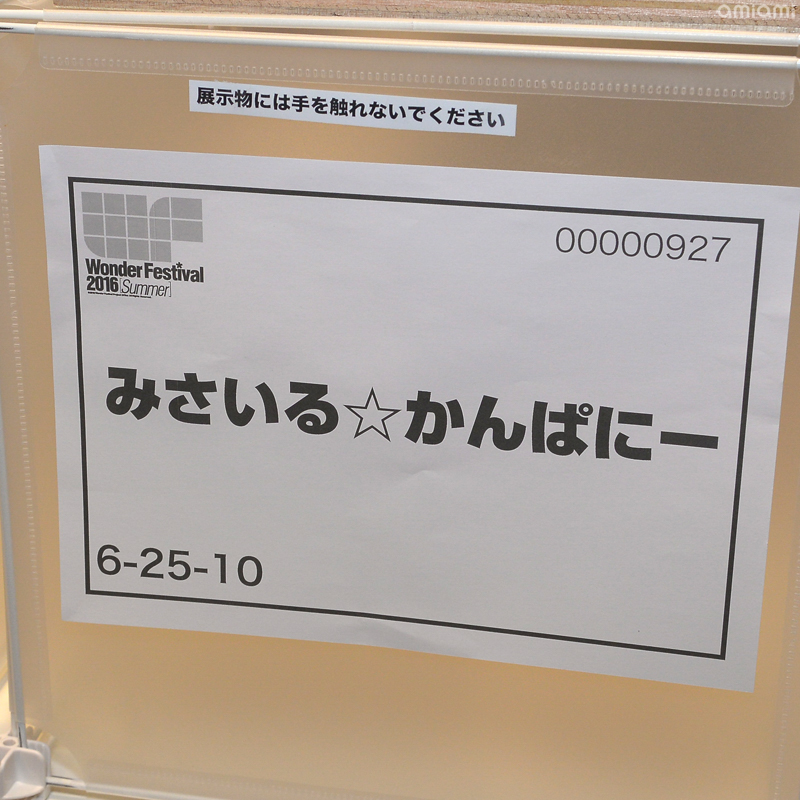 amiami
展示物には手を触れないでください
00000927
Wonder Festival
2016[Summer]
みさいる☆かんぱにー
6-25-10